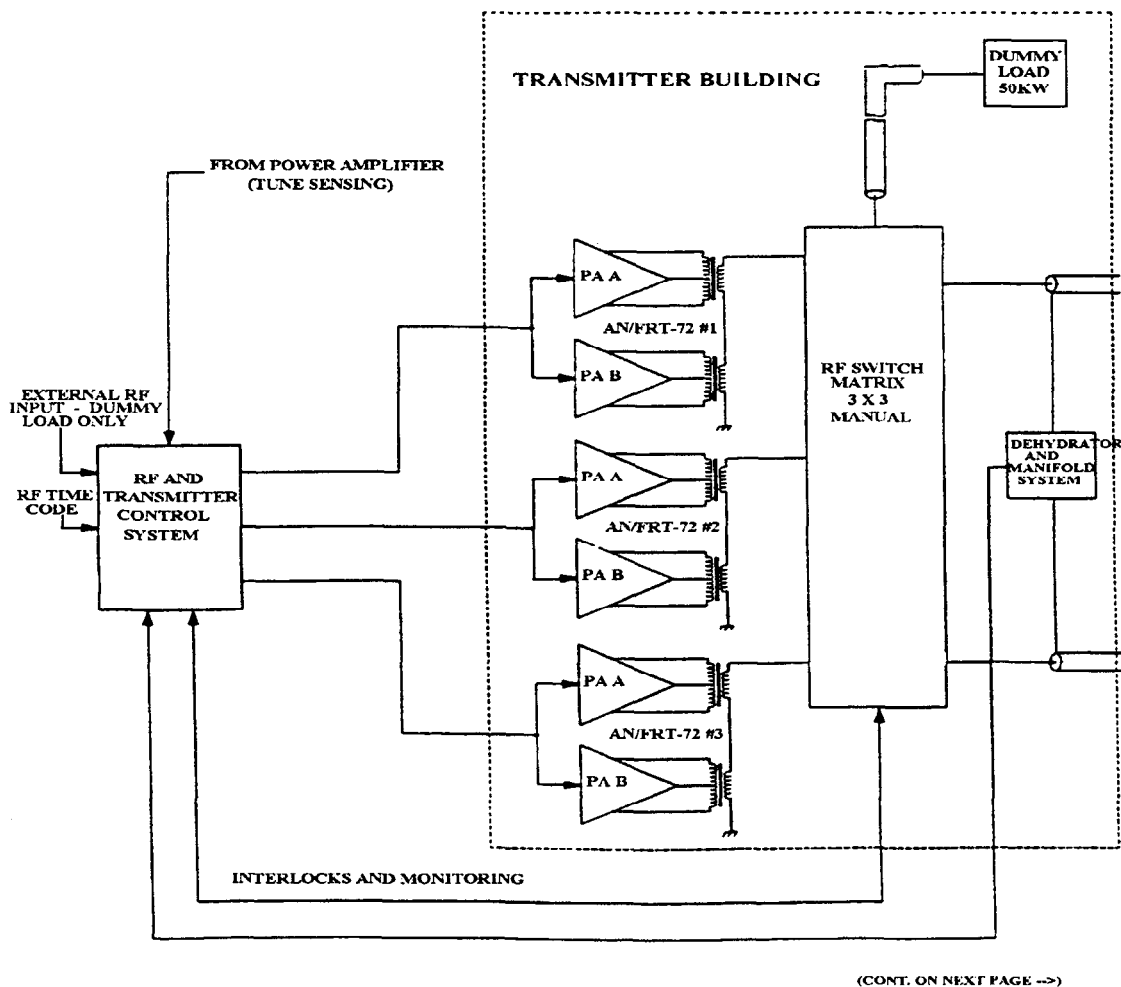 TRANSMITTER BUILDING
DUMMY
LOAD
50KW
FROM POWER AMPLIFIER
(TUNE SENSING)
PA A
AN/FRT-72 #1
PA B
RF SWITCH
MATRIX
3 X 3
MANUAL
EXTERNAL RF
INPUT - DUMMY
LOAD ONLY
RF TIME
CODE
RF AND
TRANSMITTER
CONTROL
SYSTEM
DEHYDRATOR
AND
MANIFOLD
SYSTEM
PA A
AN/FRT-72 #2
PA B
PA A
AN/FRT-72 #3
PA B
INTERLOCKS AND MONITORING
(CONT. ON NEXT PAGE -->)